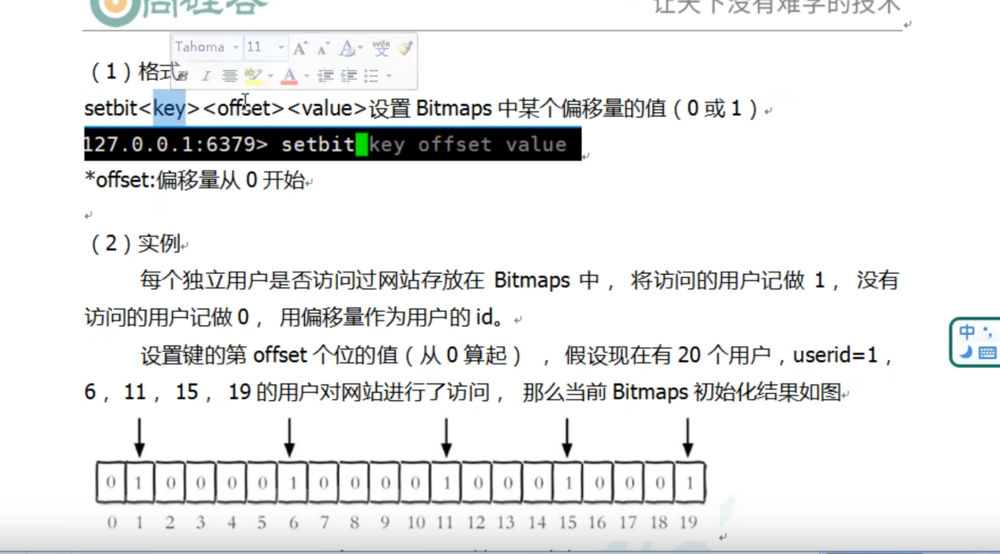 让天下没有难学的技术
Tahoma 11
(1)格式
setbit<key><offset><value>设置 Bitmaps 中某个偏移量的值(0 或 1)
127.0.0.1:6379> setbit key offset value
*offset:偏移量从 0 开始
(2)实例
每个独立用户是否访问过网站存放在 Bitmaps 中, 将访问的用户记做 1, 没有
访问的用户记做 0, 用偏移量作为用户的 id。
设置键的第 offset 个位的值(从 0 算起) , 假设现在有 20 个用户,userid=1,
6, 11, 15, 19 的用户对网站进行了访问, 那么当前 Bitmaps 初始化结果如图
0 1 0 0 0 0 1 0 0 0 0 1 0 0 0 1 0 0 0 1
0 1 2 3 4 5 6 7 8 9 10 11 12 13 14 15 16 17 18 19
中